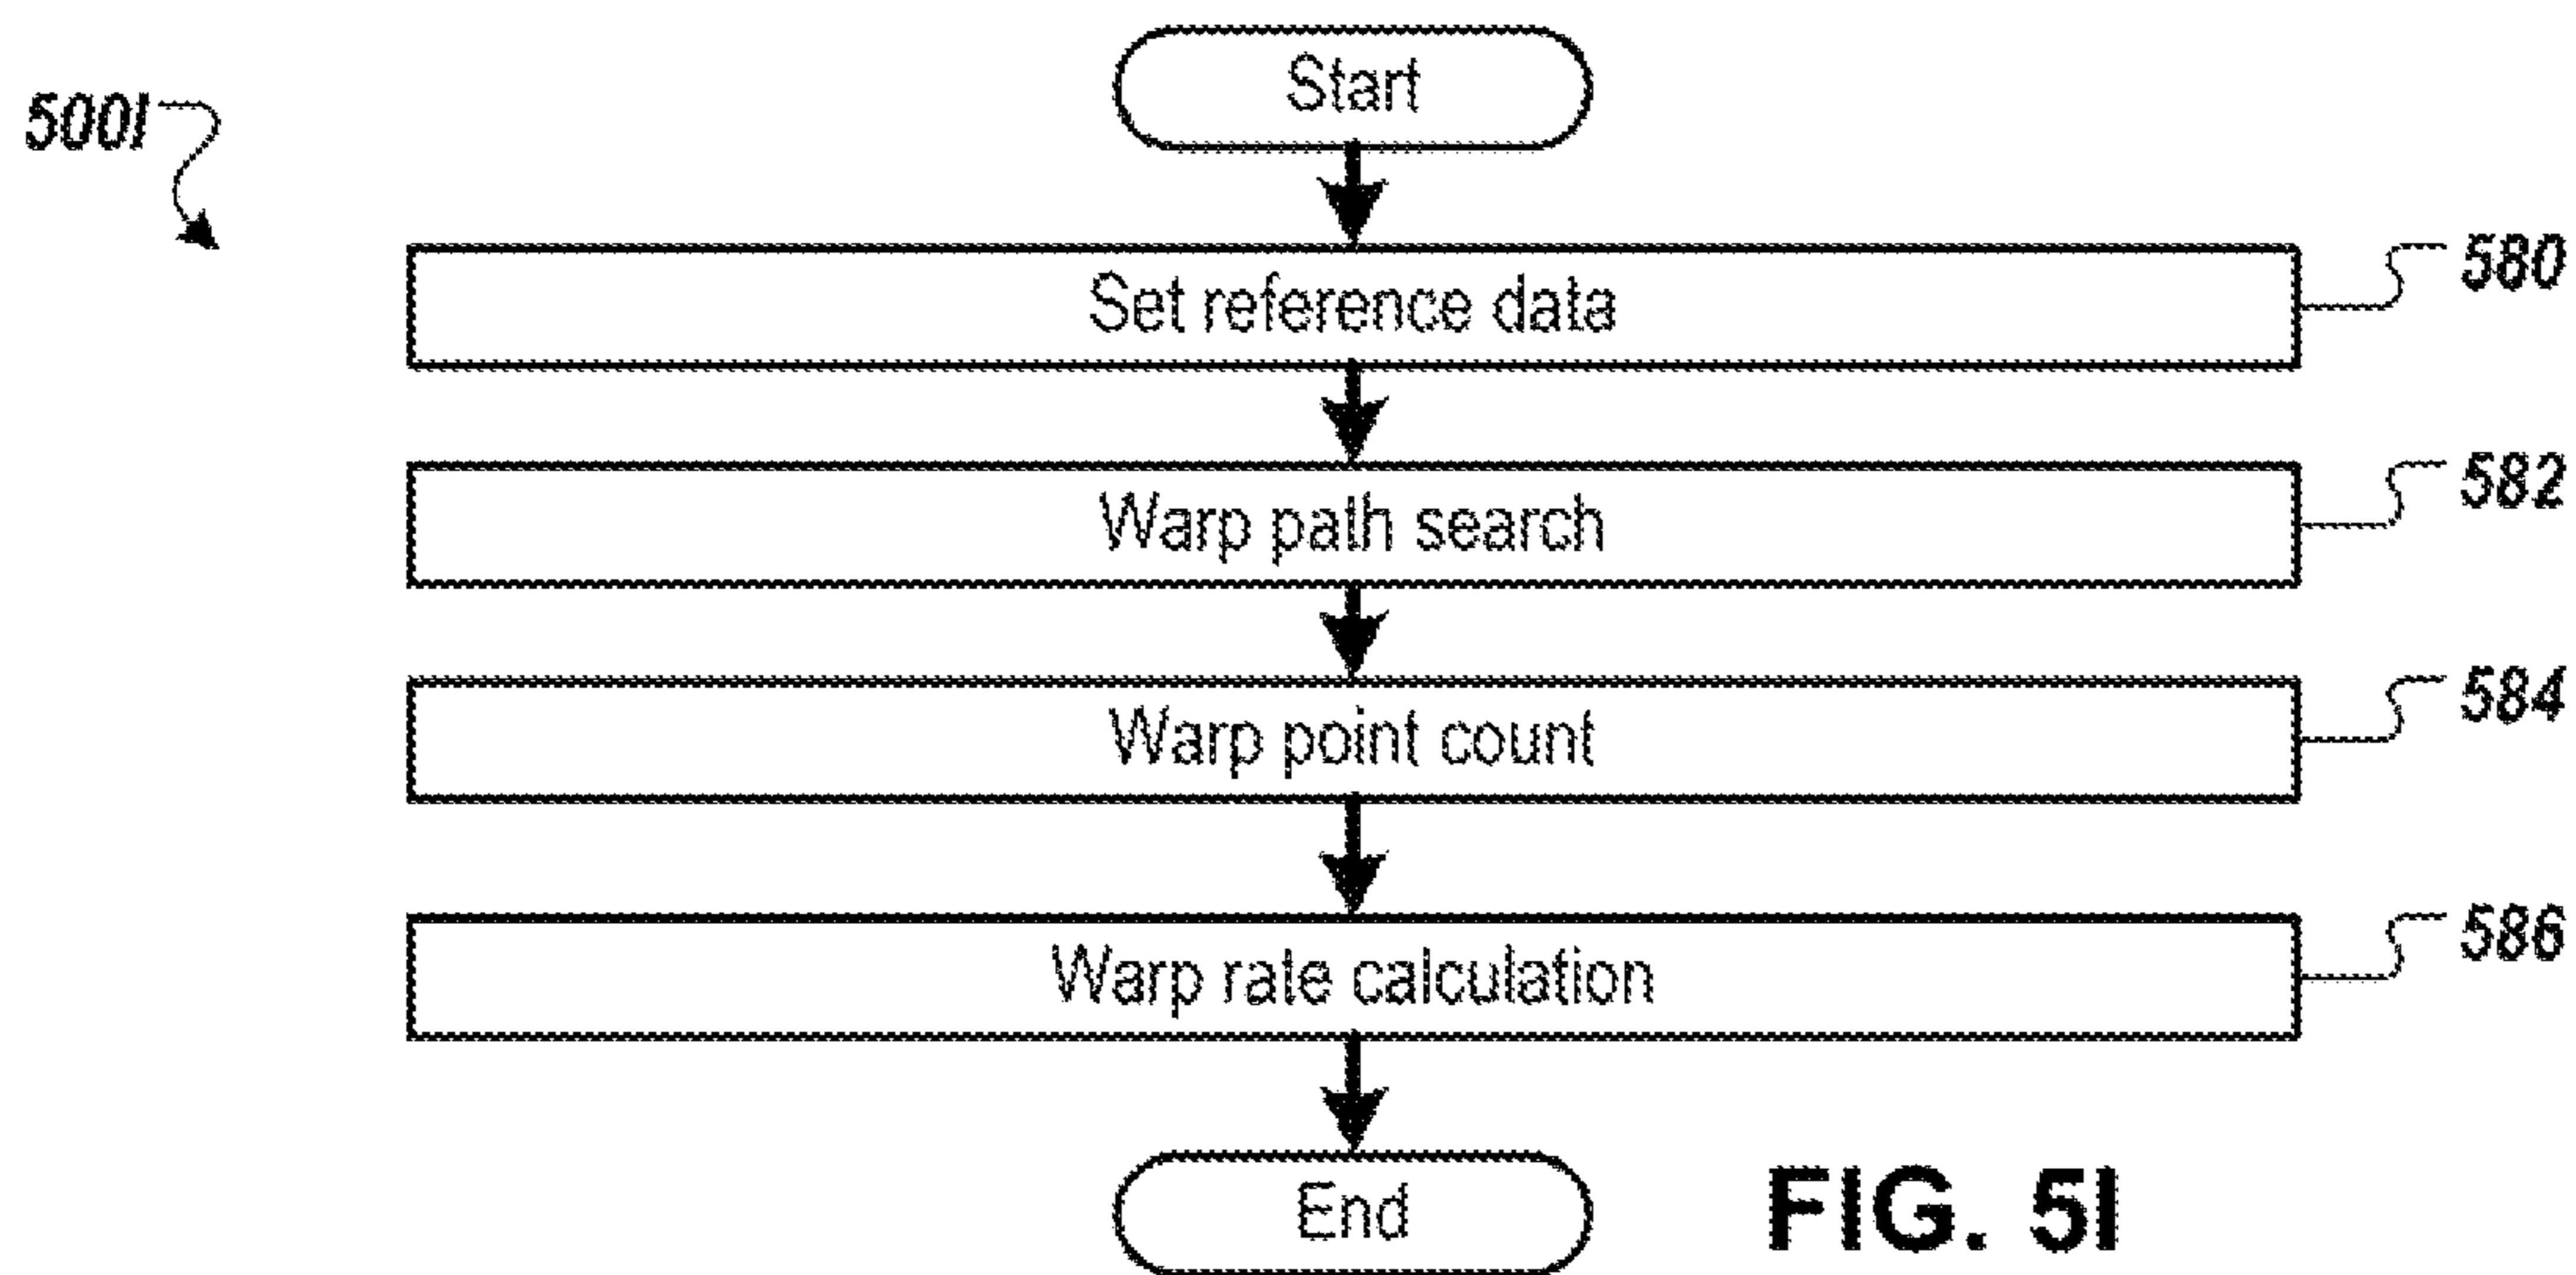 Start
500I
Set reference data
580
Warp path search
582
Warp point count
584
Warp rate calculation
586
End
FIG. 5I